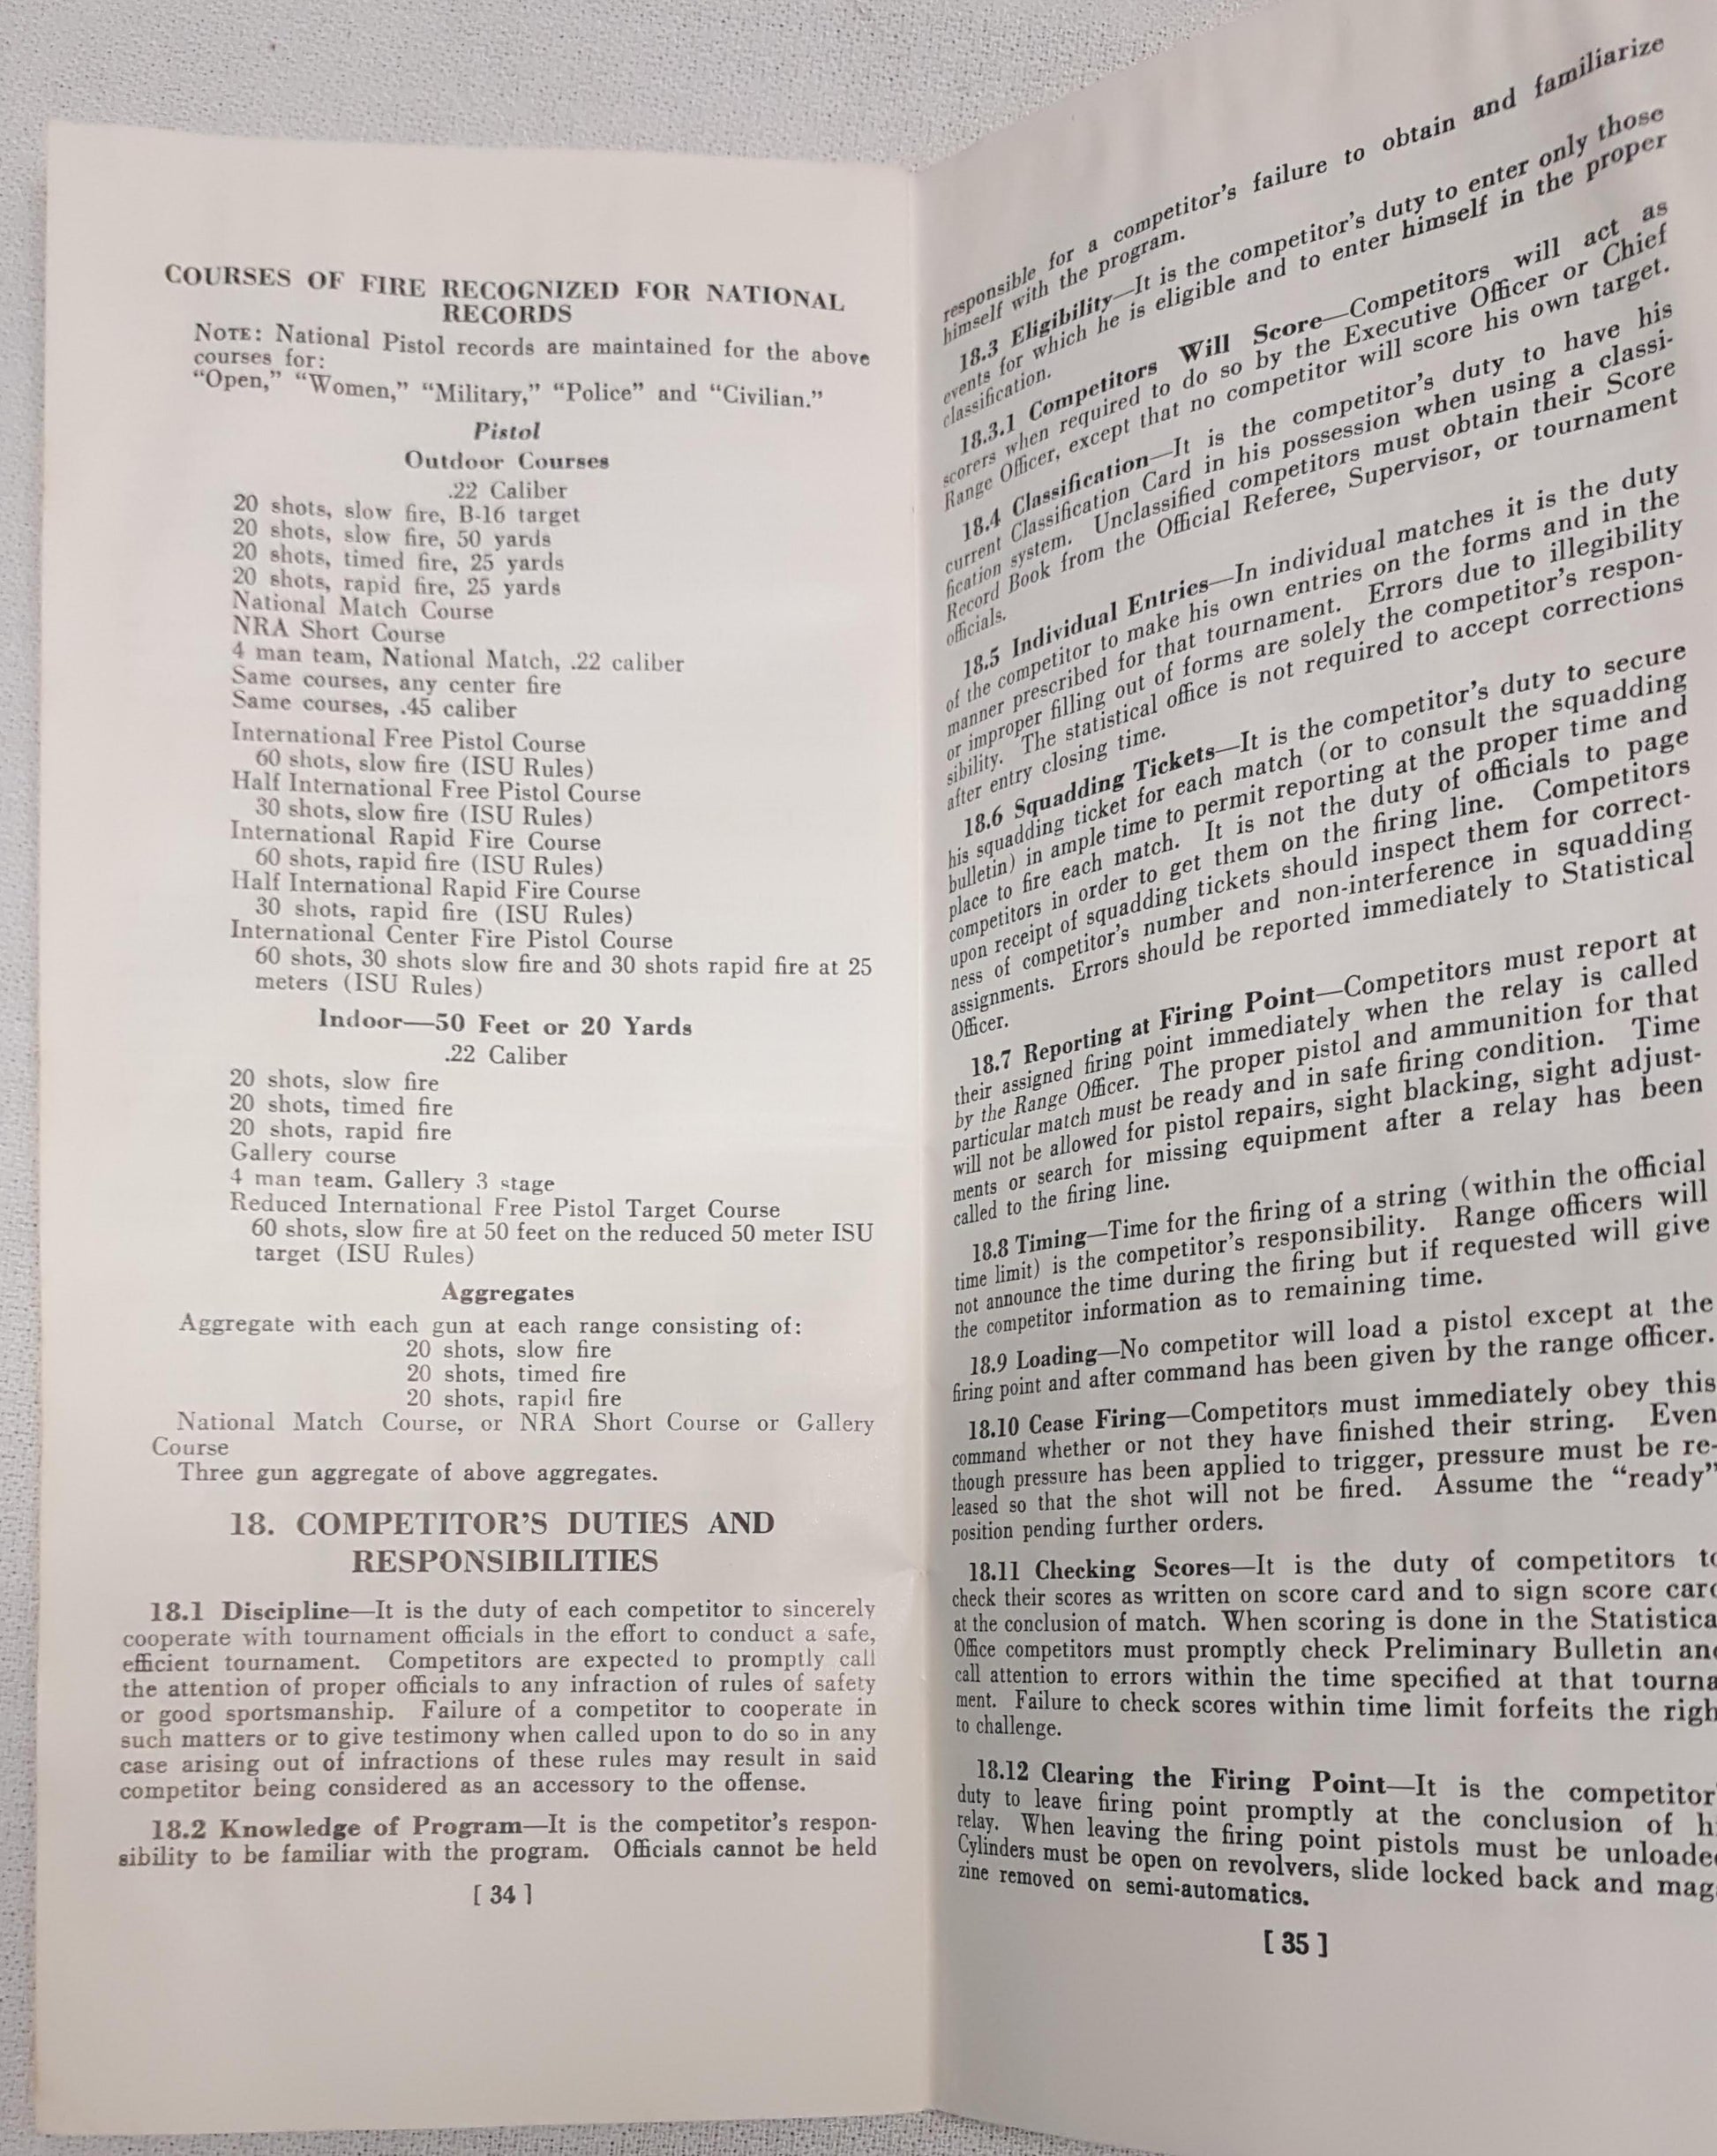 COURSES OF FIRE RECOGNIZED FOR NATIONAL
RECORDS
NOTE: National Pistol records are maintained for the above
courses for:
“Open,” “Women,” “Military,” “Police” and “Civilian.”
Pistol
Outdoor Courses
.22 Caliber
20 shots, slow fire, B-16 target
20 shots, slow fire, 50 yards
20 shots, timed fire, 25 yards
20 shots, rapid fire, 25 yards
National Match Course
NRA Short Course
4 man team, National Match, .22 caliber
Same courses, any center fire
Same courses, .45 caliber
International Free Pistol Course
60 shots, slow fire (ISU Rules)
Half International Free Pistol Course
30 shots, slow fire (ISU Rules)
International Rapid Fire Course
60 shots, rapid fire (ISU Rules)
Half International Rapid Fire Course
30 shots, rapid fire (ISU Rules)
International Center Fire Pistol Course
60 shots, 30 shots slow fire and 30 shots rapid fire at 25
meters (ISU Rules)
Indoor—50 Feet or 20 Yards
.22 Caliber
20 shots, slow fire
20 shots, timed fire
20 shots, rapid fire
Gallery course
4 man team. Gallery 3 stage
Reduced International Free Pistol Target Course
60 shots, slow fire at 50 feet on the reduced 50 meter ISU
target (ISU Rules)
Aggregates
Aggregate with each gun at each range consisting of:
20 shots, slow fire
20 shots, timed fire
20 shots, rapid fire
National Match Course, or NRA Short Course or Gallery
Course
Three gun aggregate of above aggregates.
18. COMPETITOR’S DUTIES AND
RESPONSIBILITIES
18.1 Discipline—It is the duty of each competitor to sincerely
cooperate with tournament officials in the effort to conduct a safe,
efficient tournament. Competitors are expected to promptly call
the attention of proper officials to any infraction of rules of safety
or good sportsmanship. Failure of a competitor to cooperate in
such matters or to give testimony when called upon to do so in any
case arising out of infractions of these rules may result in said
competitor being considered as an accessory to the offense.
18.2 Knowledge of Program—It is the competitor’s respon-
sibility to be familiar with the program. Officials cannot be held
[ 34 ]
responsible for a competitor’s failure to obtain and familiarize
himself with the program.
18.3 Eligibility—It is the competitor’s duty to enter only those
events for which he is eligible and to enter himself in the proper
classification.
18.3.1 Competitors Will Score—Competitors will act as
scorers when required to do so by the Executive Officer or Chief
Range Officer, except that no competitor will score his own target.
18.4 Classification—It is the competitor’s duty to have his
current Classification Card in his possession when using a classi-
fication system. Unclassified competitors must obtain their Score
Record Book from the Official Referee, Supervisor, or tournament
officials.
18.5 Individual Entries—In individual matches it is the duty
of the competitor to make his own entries on the forms and in the
manner prescribed for that tournament. Errors due to illegibility
or improper filling out of forms are solely the competitor’s respon-
sibility. The statistical office is not required to accept corrections
after entry closing time.
18.6 Squadding Tickets—It is the competitor’s duty to secure
his squadding ticket for each match (or to consult the squadding
bulletin) in ample time to permit reporting at the proper time and
place to fire each match. It is not the duty of officials to page
competitors in order to get them on the firing line. Competitors
upon receipt of squadding tickets should inspect them for correct-
ness of competitor’s number and non-interference in squadding
assignments. Errors should be reported immediately to Statistical
Officer.
18.7 Reporting at Firing Point—Competitors must report at
their assigned firing point immediately when the relay is called
by the Range Officer. The proper pistol and ammunition for that
particular match must be ready and in safe firing condition. Time
will not be allowed for pistol repairs, sight blacking, sight adjust-
ments or search for missing equipment after a relay has been
called to the firing line.
18.8 Timing—Time for the firing of a string (within the official
time limit) is the competitor’s responsibility. Range officers will
not announce the time during the firing but if requested will give
the competitor information as to remaining time.
18.9 Loading—No competitor will load a pistol except at the
firing point and after command has been given by the range officer.
18.10 Cease Firing—Competitors must immediately obey this
command whether or not they have finished their string. Even
though pressure has been applied to trigger, pressure must be re-
leased so that the shot will not be fired. Assume the “ready”
position pending further orders.
18.11 Checking Scores—It is the duty of competitors to
check their scores as written on score card and to sign score card
at the conclusion of match. When scoring is done in the Statistica
Office competitors must promptly check Preliminary Bulletin and
call attention to errors within the time specified at that tourna
ment. Failure to check scores within time limit forfeits the righ
to challenge.
18.12 Clearing the Firing Point—It is the competitor’
duty to leave firing point promptly at the conclusion of h
relay. When leaving the firing point pistols must be unloade
Cylinders must be open on revolvers, slide locked back and mag
zine removed on semi-automatics.
[ 35 ]